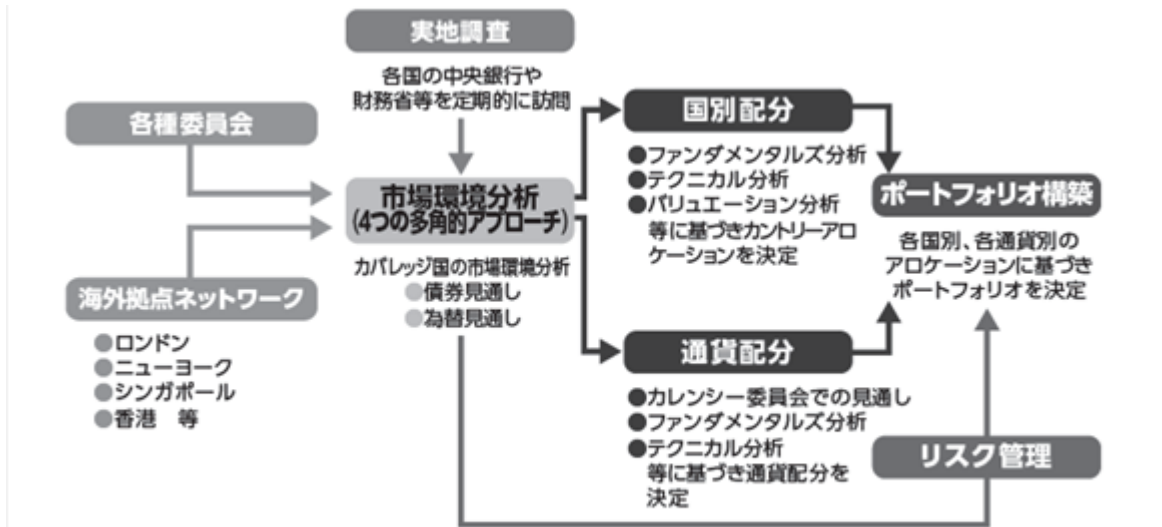 実地調査
各国の中央銀行や
財務省等を定期的に訪問
各種委員会
海外拠点ネットワーク
●ロンドン
●ニューヨーク
●シンガポール
●香港　等
市場環境分析
(4つの多角的アプローチ)
カバレッジ国の市場環境分析
●債券見通し
●為替見通し
国別配分
●ファンダメンタルズ分析
●テクニカル分析
●バリュエーション分析
等に基づきカントリーアロ
ケーションを決定
通貨配分
●カレンシー委員会での見通し
●ファンダメンタルズ分析
●テクニカル分析
等に基づき通貨配分を
決定
ポートフォリオ構築
各国別、各通貨別の
アロケーションに基づき
ポートフォリオを決定
リスク管理